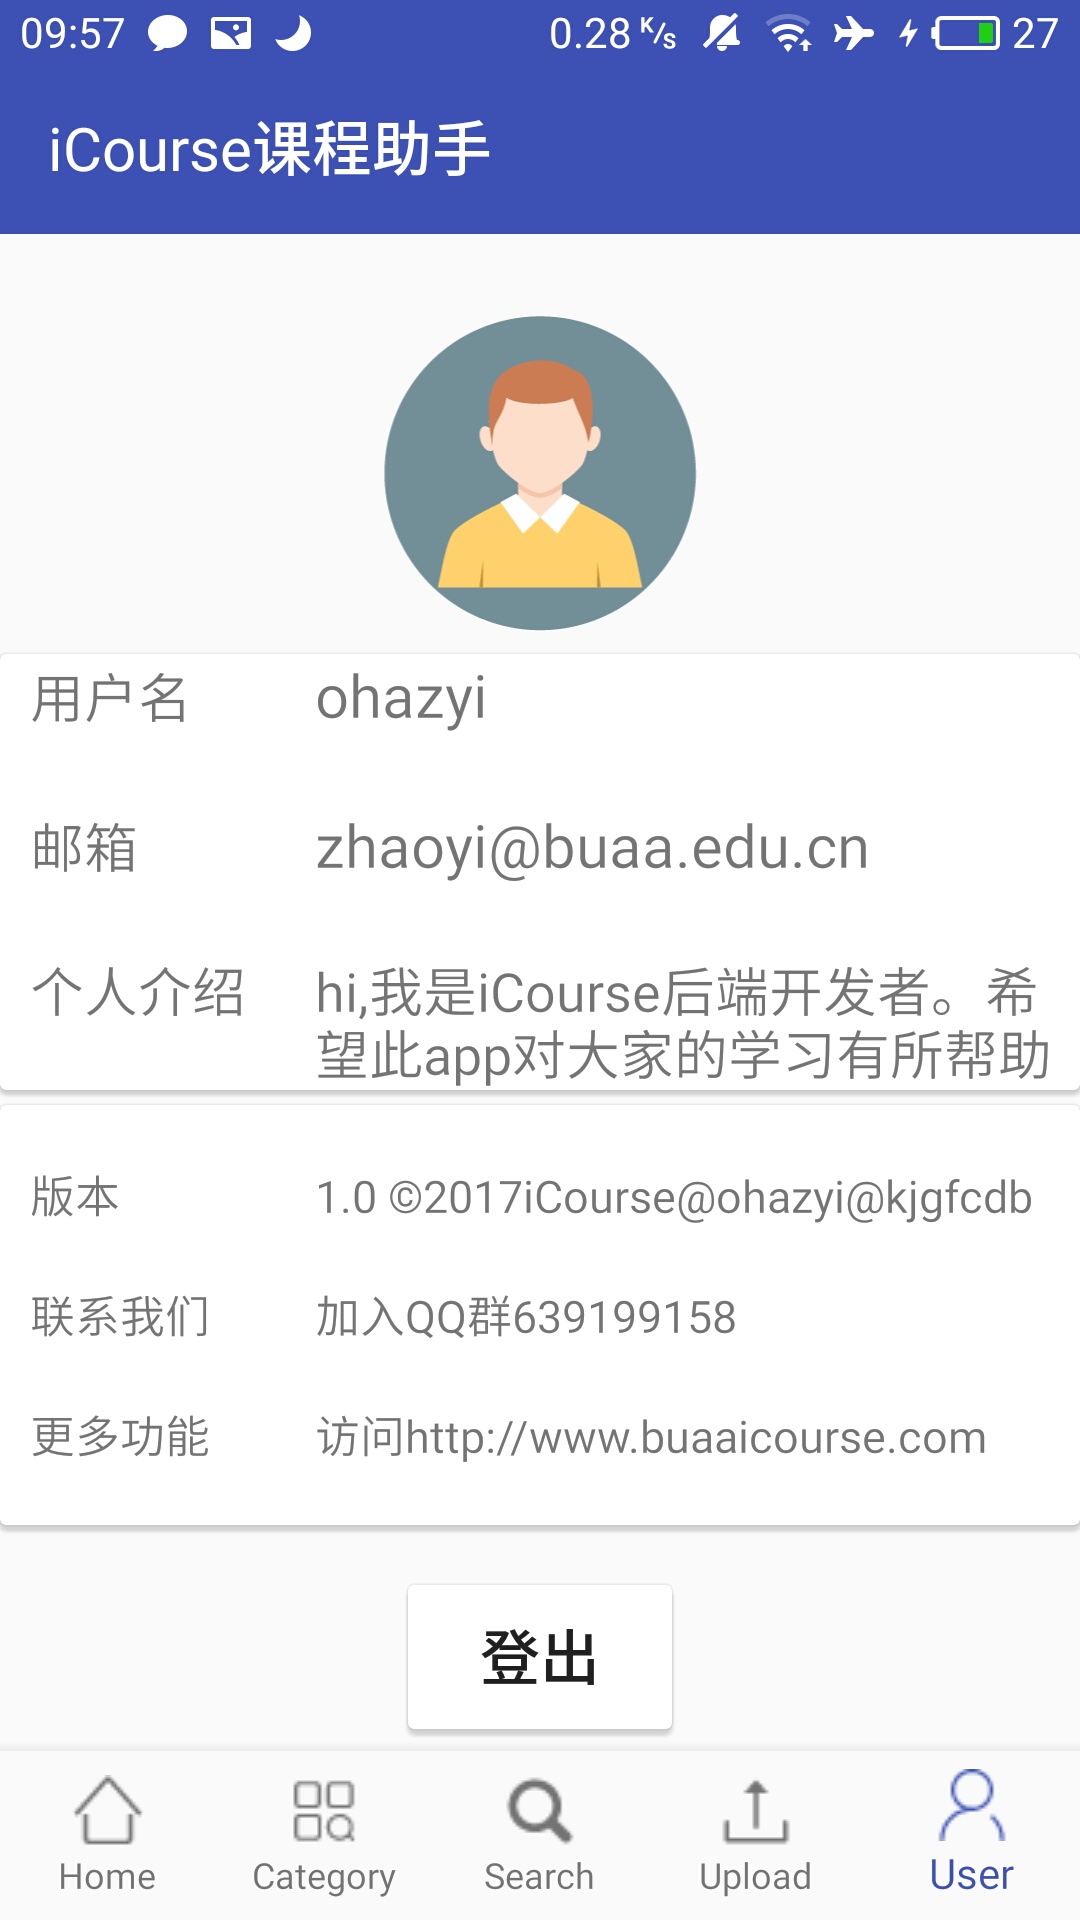 09:57 0.28 K/s 27
iCourse课程助手
用户名 ohazyi
邮箱 zhaoyi@buaa.edu.cn
个人介绍 hi,我是iCourse后端开发者。希
望此app对大家的学习有所帮助
版本 1.0 ©2017iCourse@ohazyi@kjgfcdb
联系我们 加入QQ群639199158
更多功能 访问http://www.buaaicourse.com
登出
Home Category Search Upload User